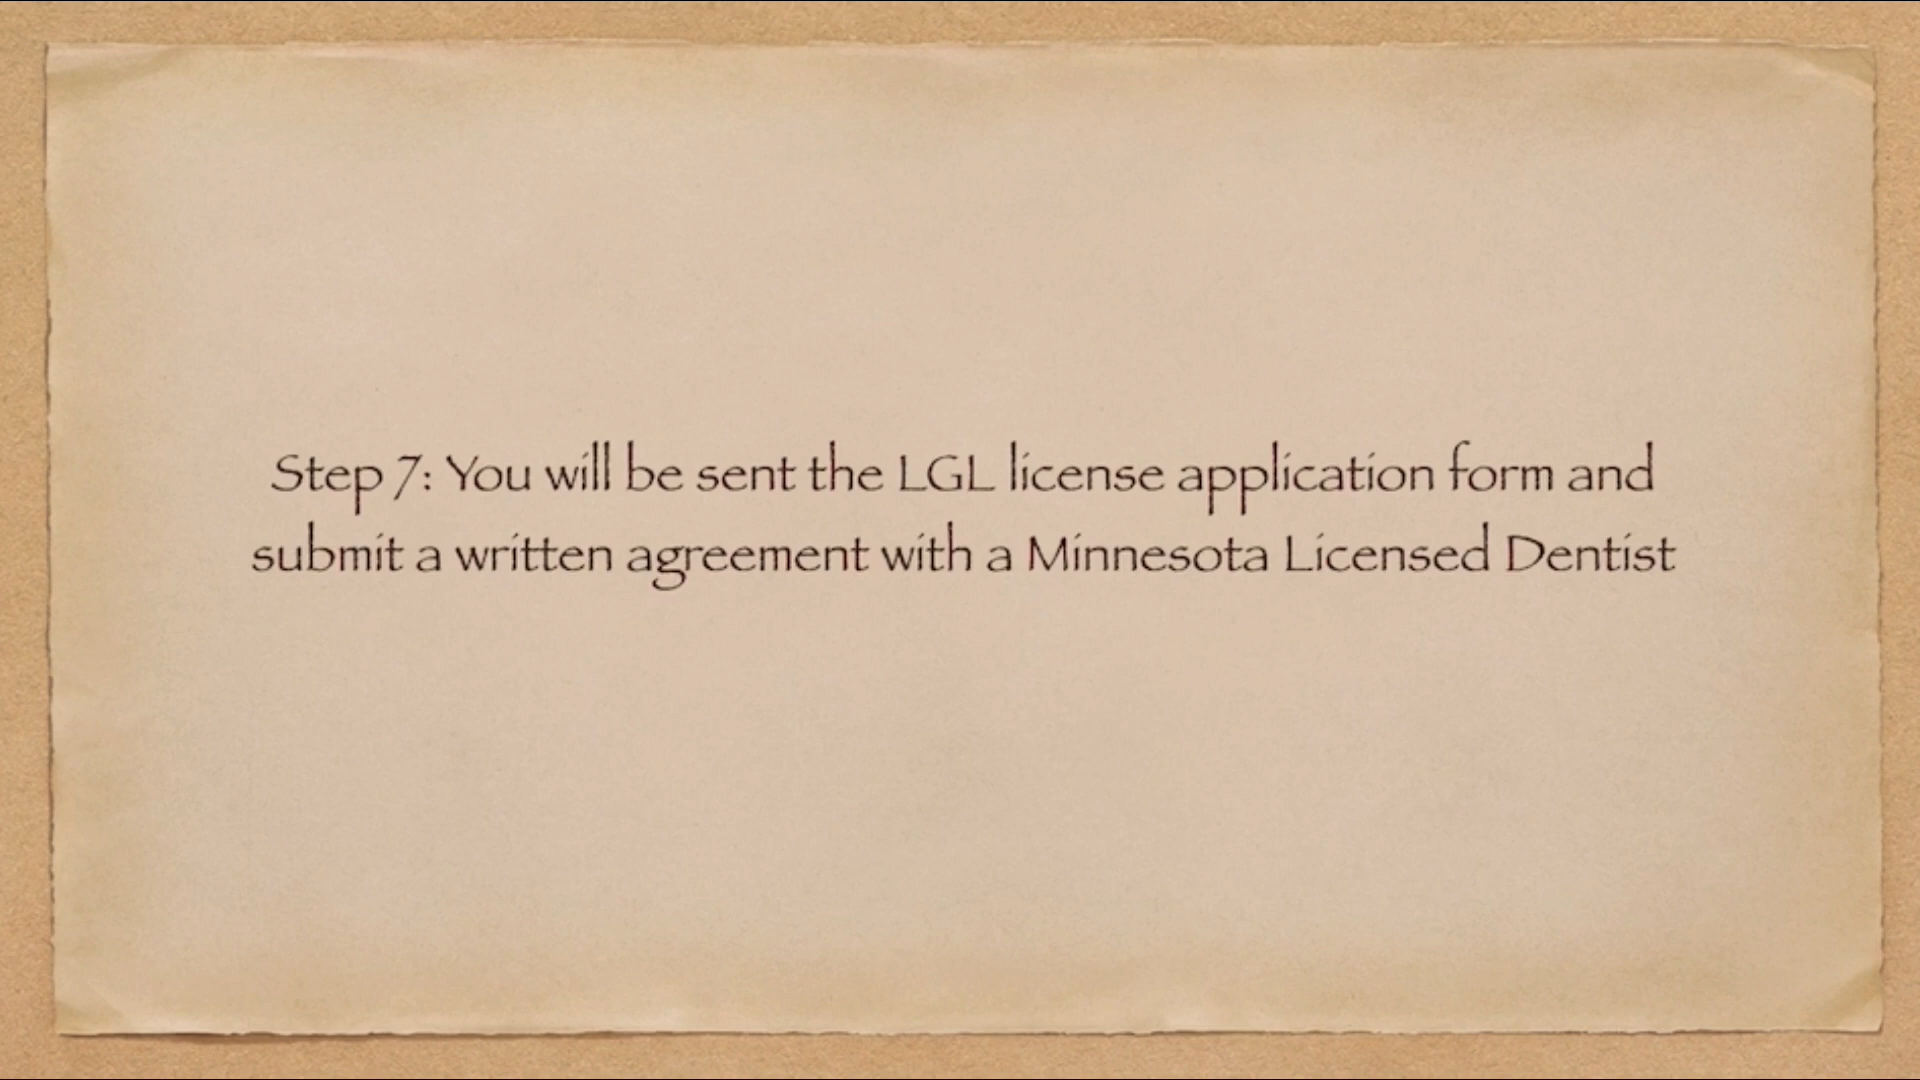 Step 7: You will be sent the LGL license application form and
submit a written agreement with a Minnesota Licensed Dentist